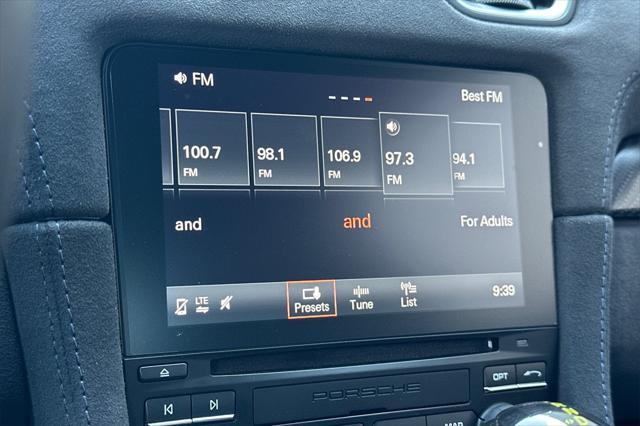 FM
Best FM
100.7 98.1 106.9 97.3 94.1
FM FM FM FM FM
and and For Adults
LTE Presets Tune List 9:39
OPT
PORSCHE
MAP